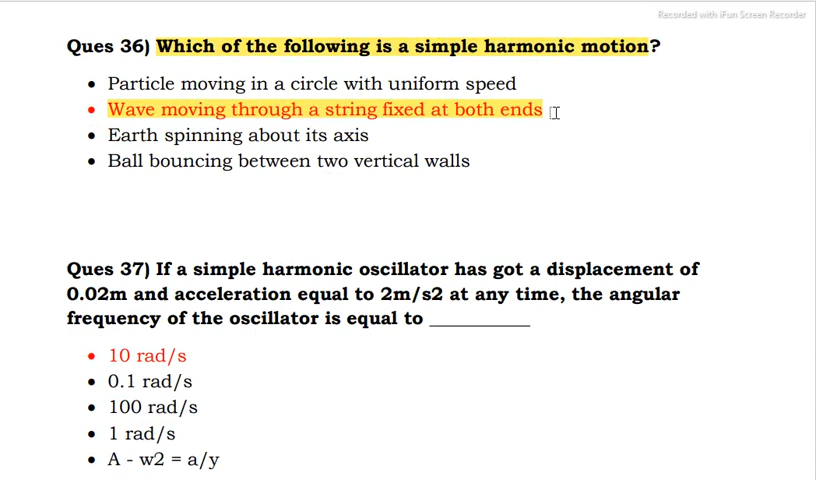 Recorded with iFun Screen Recorder
Ques 36) Which of the following is a simple harmonic motion?
• Particle moving in a circle with uniform speed
• Wave moving through a string fixed at both ends
• Earth spinning about its axis
• Ball bouncing between two vertical walls
Ques 37) If a simple harmonic oscillator has got a displacement of
0.02m and acceleration equal to 2m/s2 at any time, the angular
frequency of the oscillator is equal to __________
• 10 rad/s
• 0.1 rad/s
• 100 rad/s
• 1 rad/s
• A - w2 = a/y